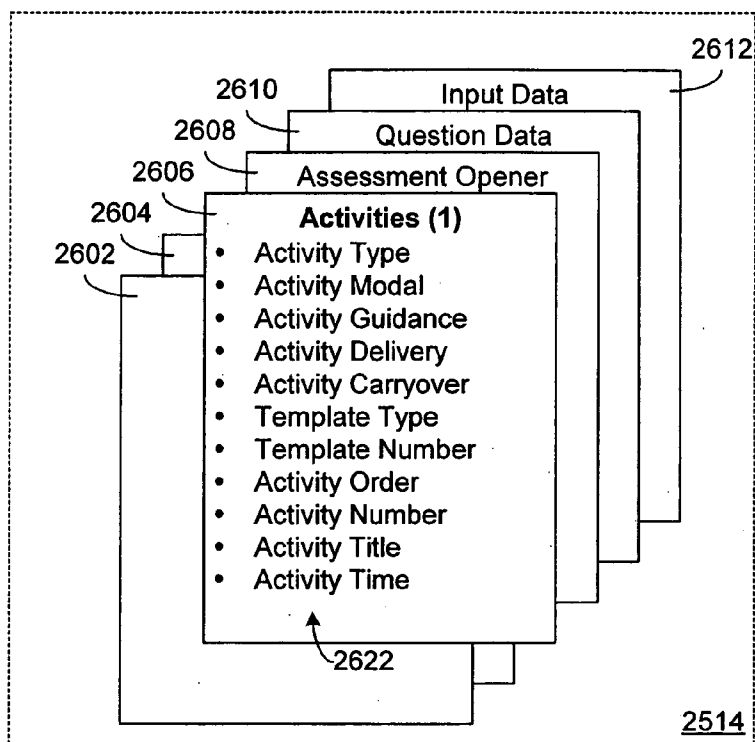 2612
Input Data
2610
Question Data
2608
Assessment Opener
2606
Activities (1)
2604
• Activity Type
2602
• Activity Modal
• Activity Guidance
• Activity Delivery
• Activity Carryover
• Template Type
• Template Number
• Activity Order
• Activity Number
• Activity Title
• Activity Time
2622
2514